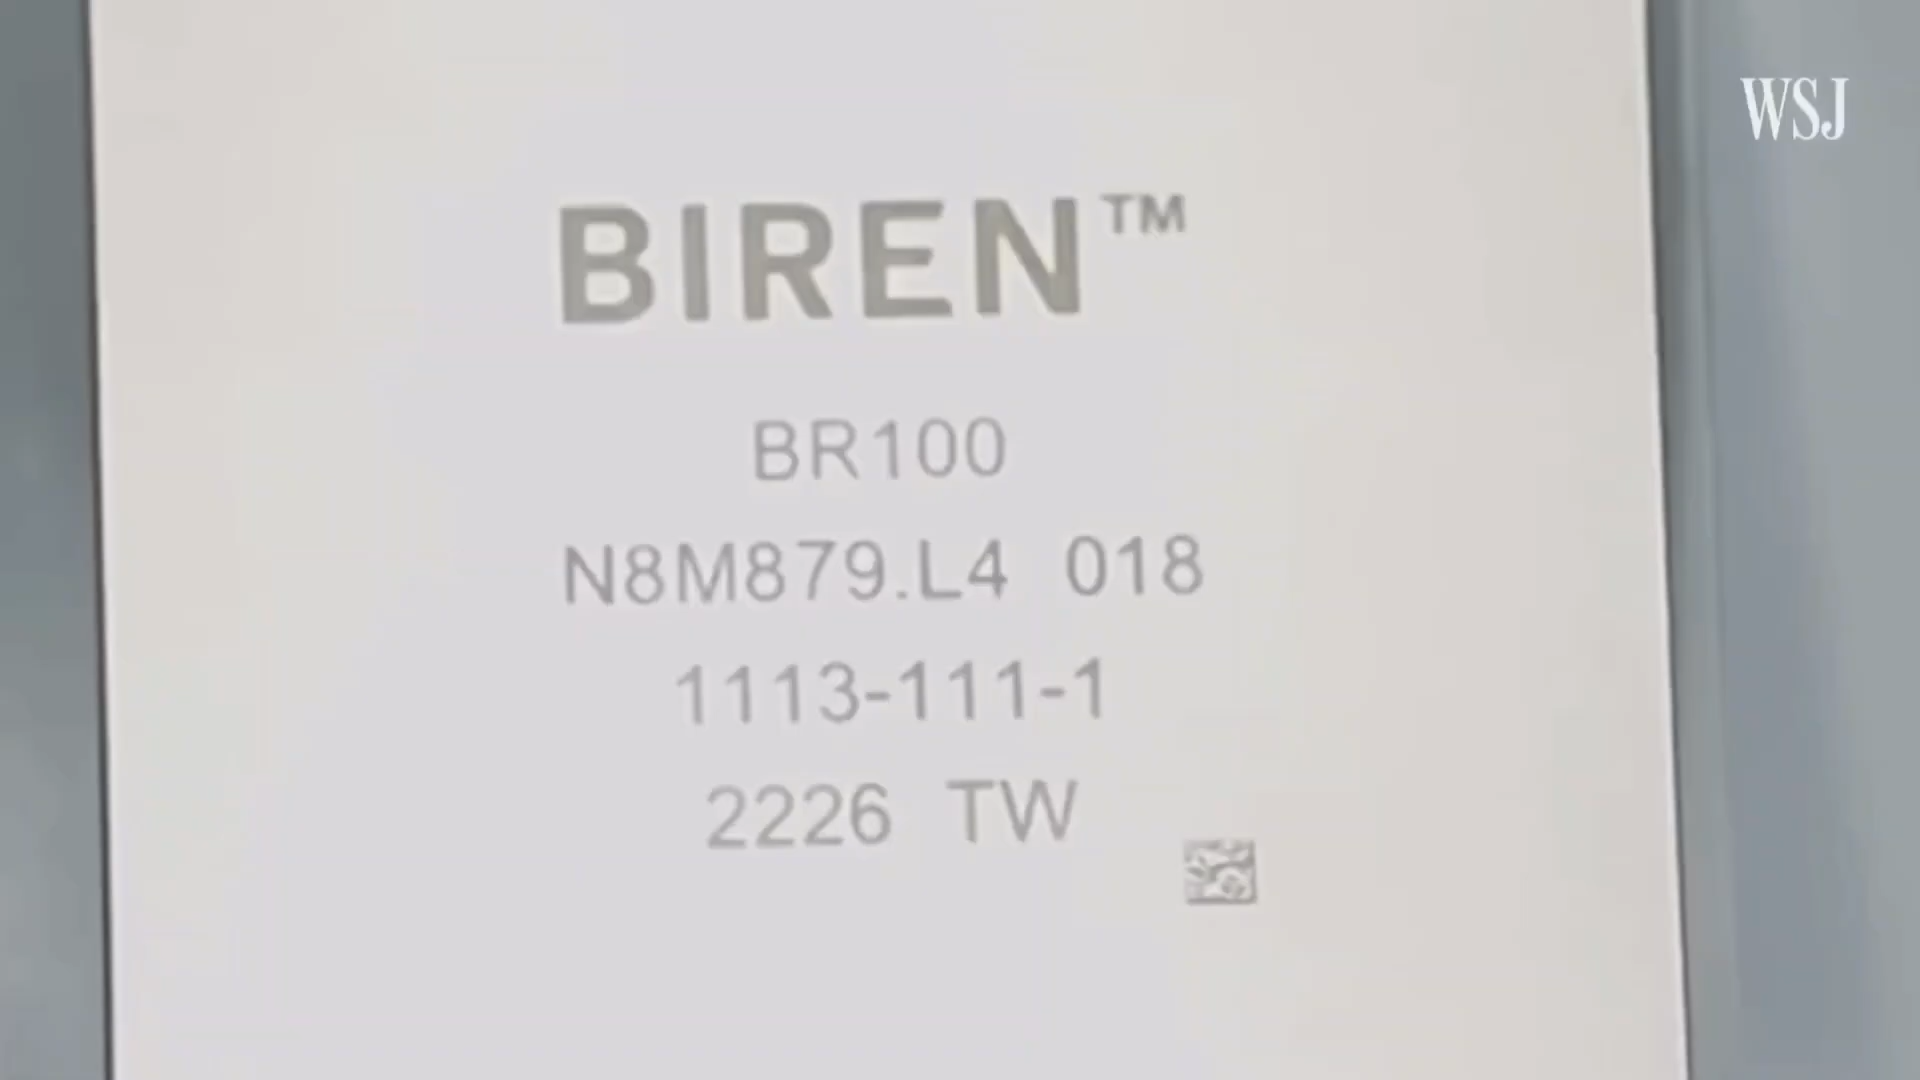 WSJ
BIREN™
BR100
N8M879.L4 018
1113-111-1
2226 TW